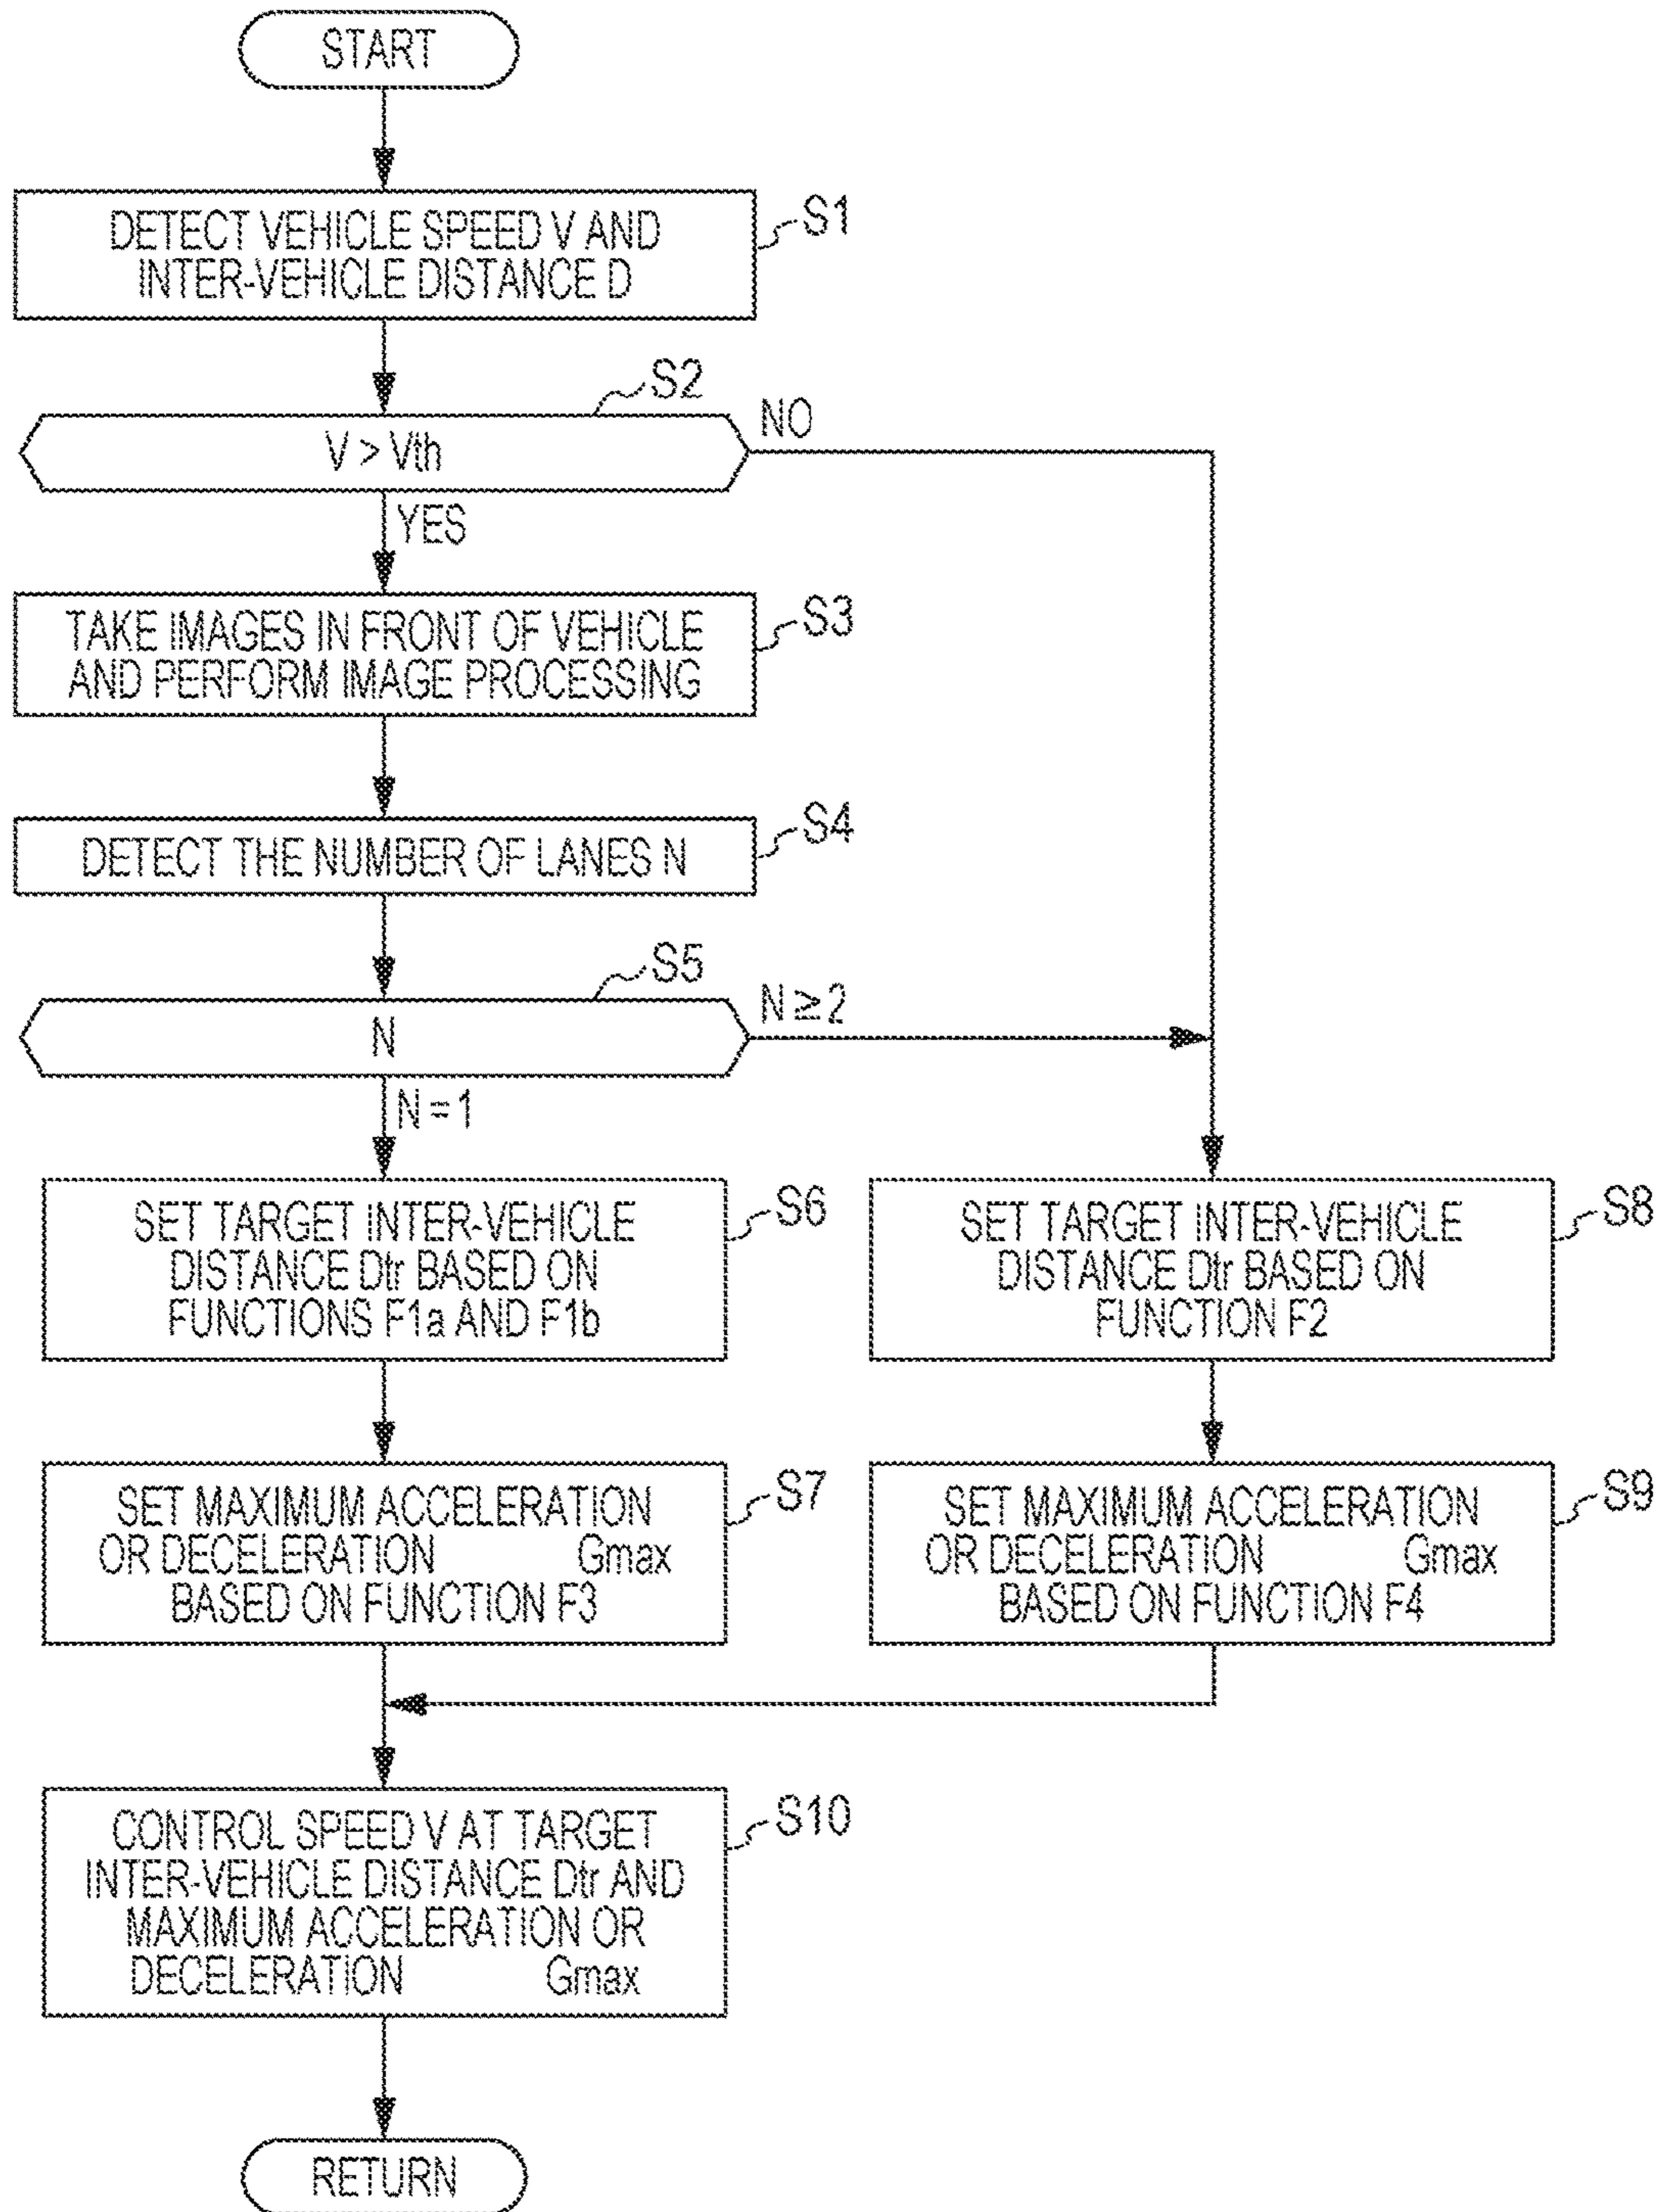 START
DETECT VEHICLE SPEED V AND
INTER-VEHICLE DISTANCE D
S1
S2
V > Vth
NO
YES
TAKE IMAGES IN FRONT OF VEHICLE
AND PERFORM IMAGE PROCESSING
S3
DETECT THE NUMBER OF LANES N
S4
S5
N
N ≥ 2
N = 1
SET TARGET INTER-VEHICLE
DISTANCE Dtr BASED ON
FUNCTIONS F1a AND F1b
S6
SET TARGET INTER-VEHICLE
DISTANCE Dtr BASED ON
FUNCTION F2
S8
SET MAXIMUM ACCELERATION
OR DECELERATION Gmax
BASED ON FUNCTION F3
S7
SET MAXIMUM ACCELERATION
OR DECELERATION Gmax
BASED ON FUNCTION F4
S9
CONTROL SPEED V AT TARGET
INTER-VEHICLE DISTANCE Dtr AND
MAXIMUM ACCELERATION OR
DECELERATION Gmax
S10
RETURN